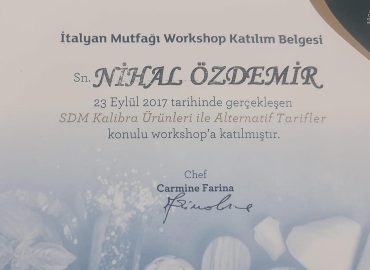 İtalyan Mutfağı Workshop Katılım Belgesi
Sn. NİHAL ÖZDEMİR
23 Eylül 2017 tarihinde gerçekleşen
SDM Kalibra Ürünleri ile Alternatif Tarifler
konulu workshop'a katılmıştır.
Chef
Carmine Farina